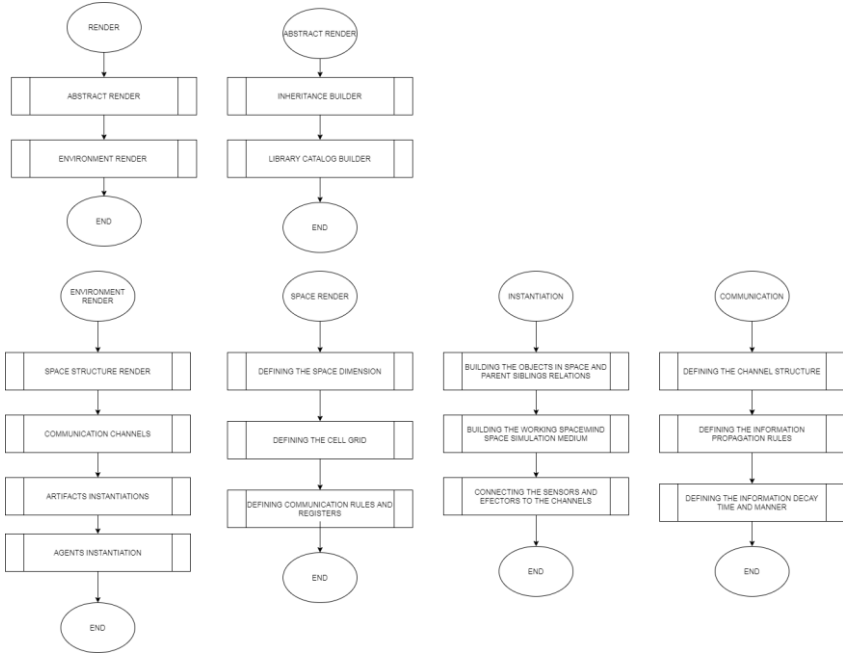 RENDER
ABSTRACT RENDER
ENVIRONMENT RENDER
END
ABSTRACT RENDER
INHERITANCE BUILDER
LIBRARY CATALOG BUILDER
END
ENVIRONMENT
RENDER
SPACE STRUCTURE RENDER
COMMUNICATION CHANNELS
ARTIFACTS INSTANTIATIONS
AGENTS INSTANTIATION
END
SPACE RENDER
DEFINING THE SPACE DIMENSION
DEFINING THE CELL GRID
DEFINING COMMUNICATION RULES AND
REGISTERS
END
INSTANTIATION
BUILDING THE OBJECTS IN SPACE AND
PARENT SIBLINGS RELATIONS
BUILDING THE WORKING SPACE\MIND
SPACE SIMULATION MEDIUM
CONNECTING THE SENSORS AND
EFECTORS TO THE CHANNELS
END
COMMUNICATION
DEFINING THE CHANNEL STRUCTURE
DEFINING THE INFORMATION
PROPAGATION RULES
DEFINING THE INFORMATION DECAY
TIME AND MANNER
END